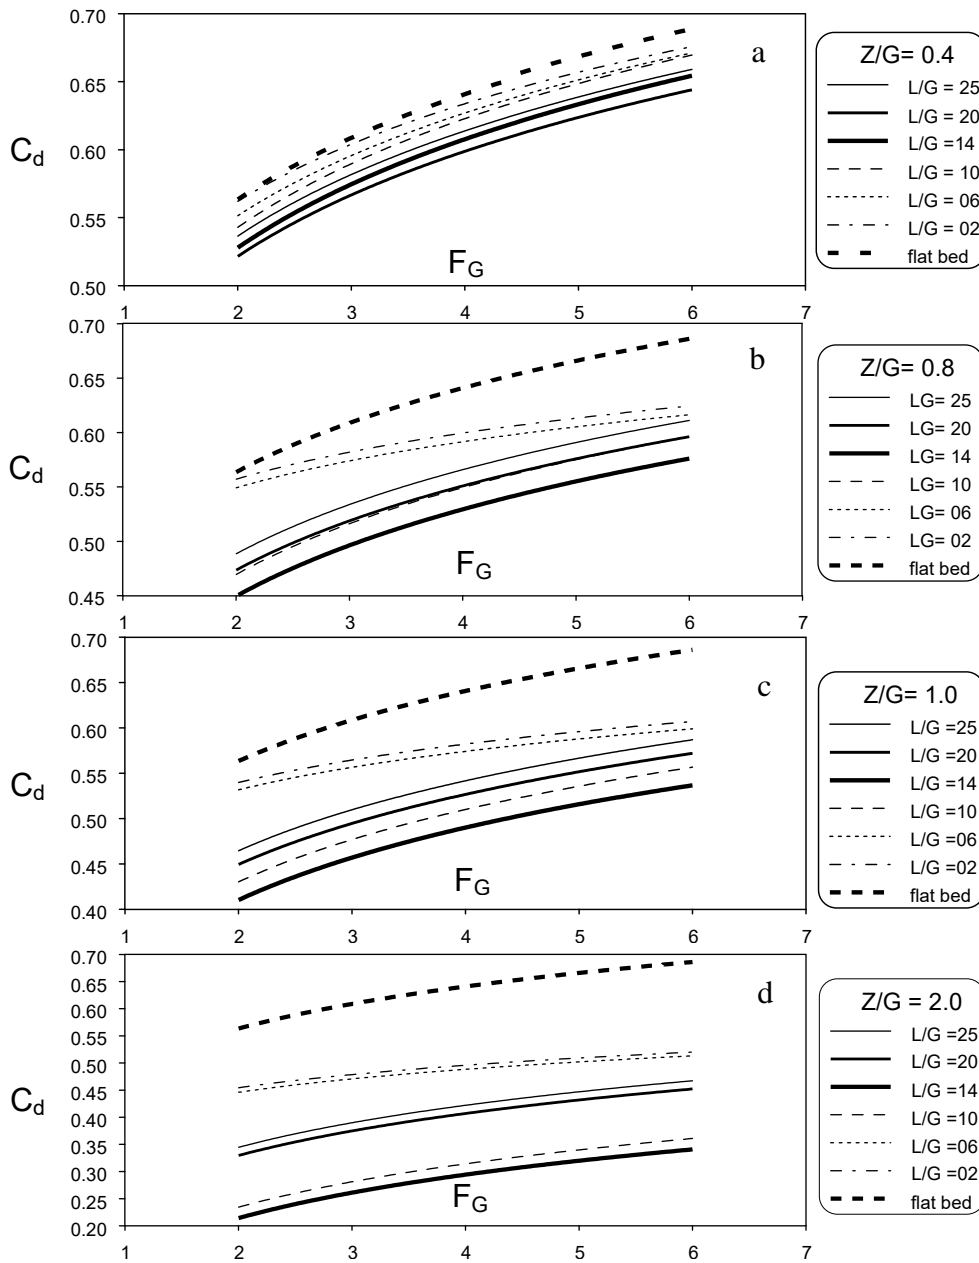 0.70
0.65
0.60
0.55
0.50
C_d
a
F_G
1 2 3 4 5 6 7
Z/G= 0.4
L/G = 25
L/G = 20
L/G =14
L/G = 10
L/G = 06
L/G = 02
flat bed
0.70
0.65
0.60
0.55
0.50
0.45
C_d
b
F_G
1 2 3 4 5 6 7
Z/G= 0.8
LG= 25
LG= 20
LG= 14
LG= 10
LG= 06
LG= 02
flat bed
0.70
0.65
0.60
0.55
0.50
0.45
0.40
C_d
c
F_G
1 2 3 4 5 6 7
Z/G= 1.0
L/G =25
L/G =20
L/G =14
L/G =10
L/G =06
L/G =02
flat bed
0.70
0.65
0.60
0.55
0.50
0.45
0.40
0.35
0.30
0.25
0.20
C_d
d
F_G
1 2 3 4 5 6 7
Z/G = 2.0
L/G =25
L/G =20
L/G =14
L/G =10
L/G =06
L/G =02
flat bed